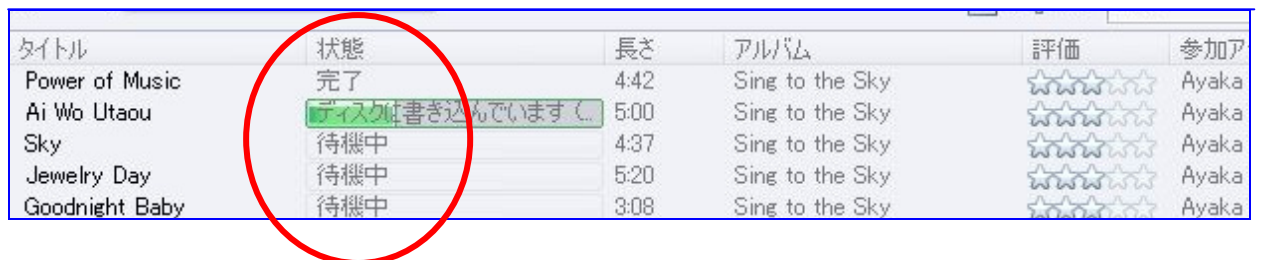 タイトル 状態 長さ アルバム 評価 参加ア
Power of Music 完了 4:42 Sing to the Sky Ayaka
Ai Wo Utaou ディスクに書き込んでいます (... 5:00 Sing to the Sky Ayaka
Sky 待機中 4:37 Sing to the Sky Ayaka
Jewelry Day 待機中 5:20 Sing to the Sky Ayaka
Goodnight Baby 待機中 3:08 Sing to the Sky Ayaka